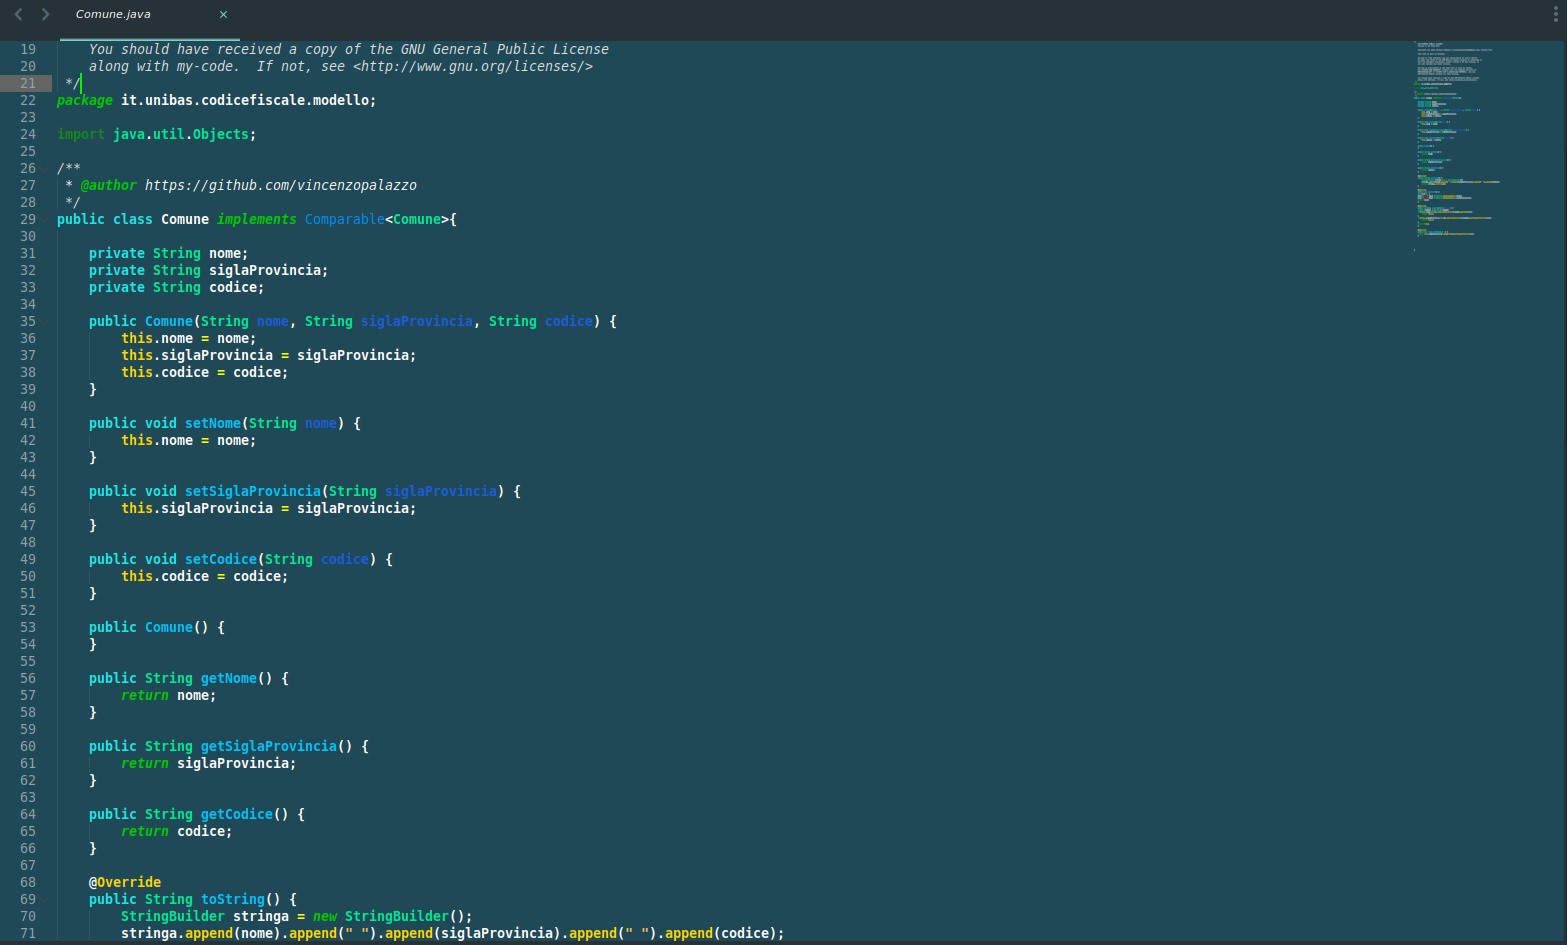 Comune.java ×
19     You should have received a copy of the GNU General Public License
20     along with my-code.  If not, see <http://www.gnu.org/licenses/>
21  */
22 package it.unibas.codicefiscale.modello;
23
24 import java.util.Objects;
25
26 /**
27  * @author https://github.com/vincenzopalazzo
28  */
29 public class Comune implements Comparable<Comune>{
30
31     private String nome;
32     private String siglaProvincia;
33     private String codice;
34
35     public Comune(String nome, String siglaProvincia, String codice) {
36         this.nome = nome;
37         this.siglaProvincia = siglaProvincia;
38         this.codice = codice;
39     }
40
41     public void setNome(String nome) {
42         this.nome = nome;
43     }
44
45     public void setSiglaProvincia(String siglaProvincia) {
46         this.siglaProvincia = siglaProvincia;
47     }
48
49     public void setCodice(String codice) {
50         this.codice = codice;
51     }
52
53     public Comune() {
54     }
55
56     public String getNome() {
57         return nome;
58     }
59
60     public String getSiglaProvincia() {
61         return siglaProvincia;
62     }
63
64     public String getCodice() {
65         return codice;
66     }
67
68     @Override
69     public String toString() {
70         StringBuilder stringa = new StringBuilder();
71         stringa.append(nome).append(" ").append(siglaProvincia).append(" ").append(codice);